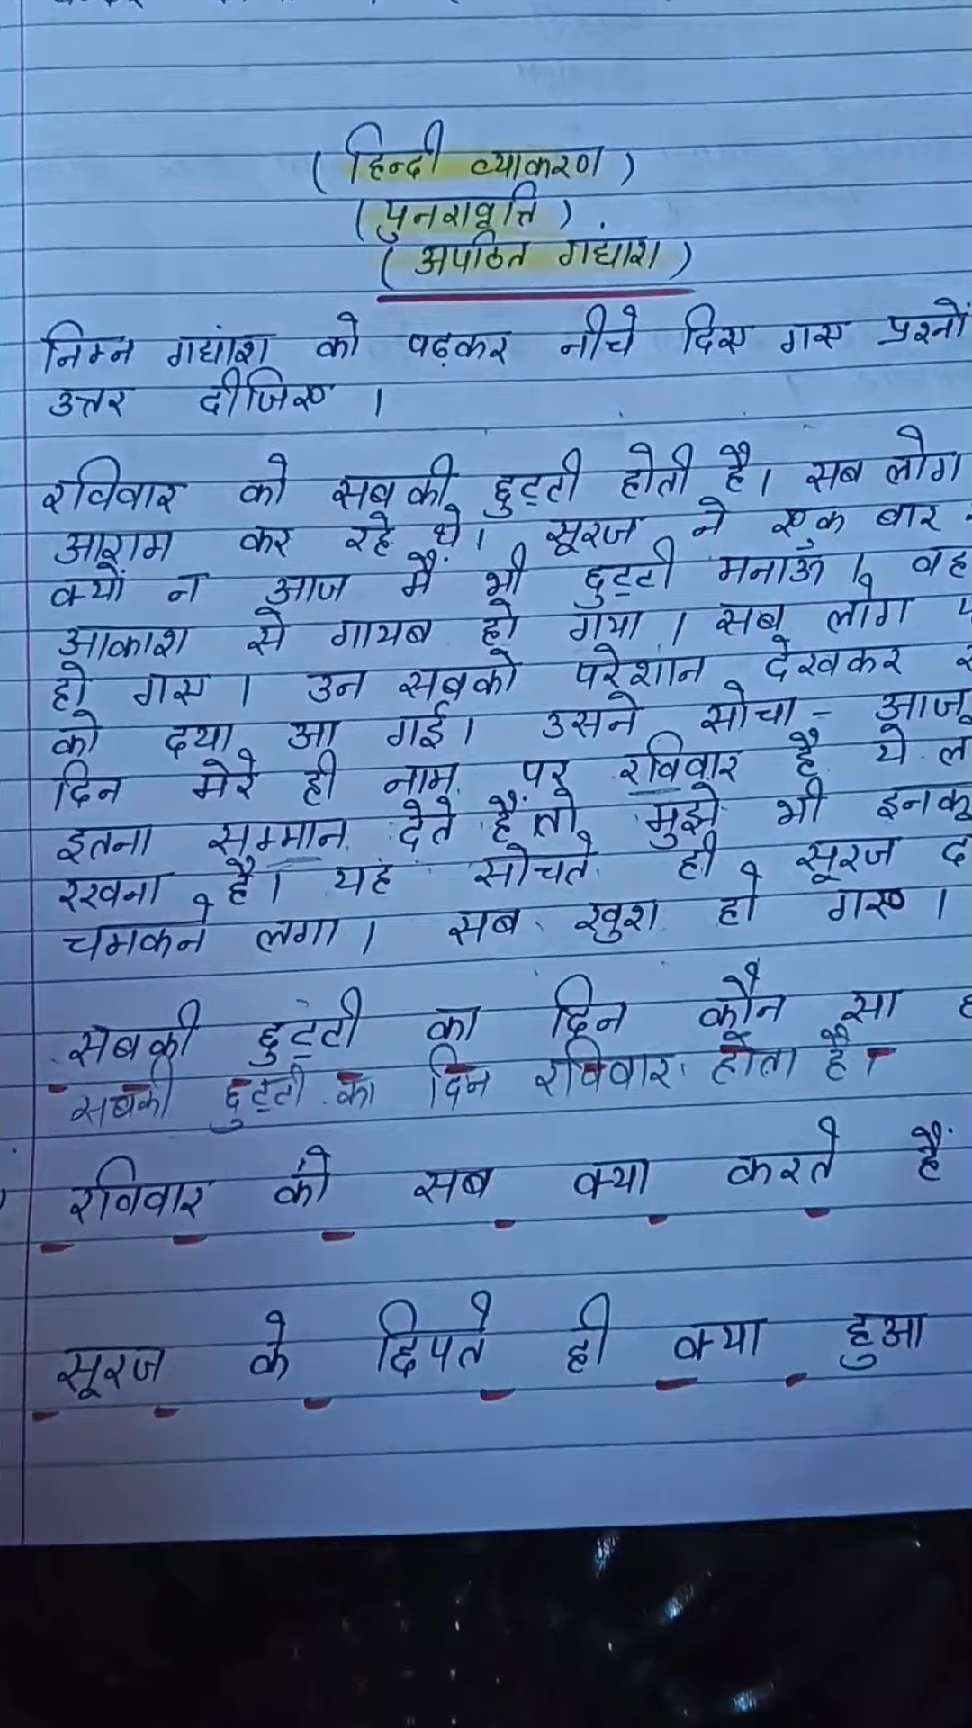 ( हिन्दी व्याकरण )
( पुनरावृत्ति )
( अपठित गद्यांश )
निम्न गद्यांश को पढ़कर नीचे दिए गए प्रश्नों
उत्तर दीजिए ।
रविवार को सबकी छुट्टी होती है। सब लोग
आराम कर रहे थे। सूरज ने एक बार
क्यों न आज मैं भी छुट्टी मनाऊँ । वह
आकाश से गायब हो गया । सब लोग
हो गए । उन सबको परेशान देखकर
को दया आ गई। उसने सोचा - आज
दिन मेरे ही नाम पर रविवार है ये
इतना सम्मान देते हैं तो मुझे भी
रखना है। यह सोचते ही सूरज
चमकने लगा। सब खुश हो गए ।
सबकी छुट्टी का दिन कौन सा
सबकी छुट्टी का दिन रविवार होता है।
रविवार को सब क्या करते हैं
सूरज के छिपते ही क्या हुआ